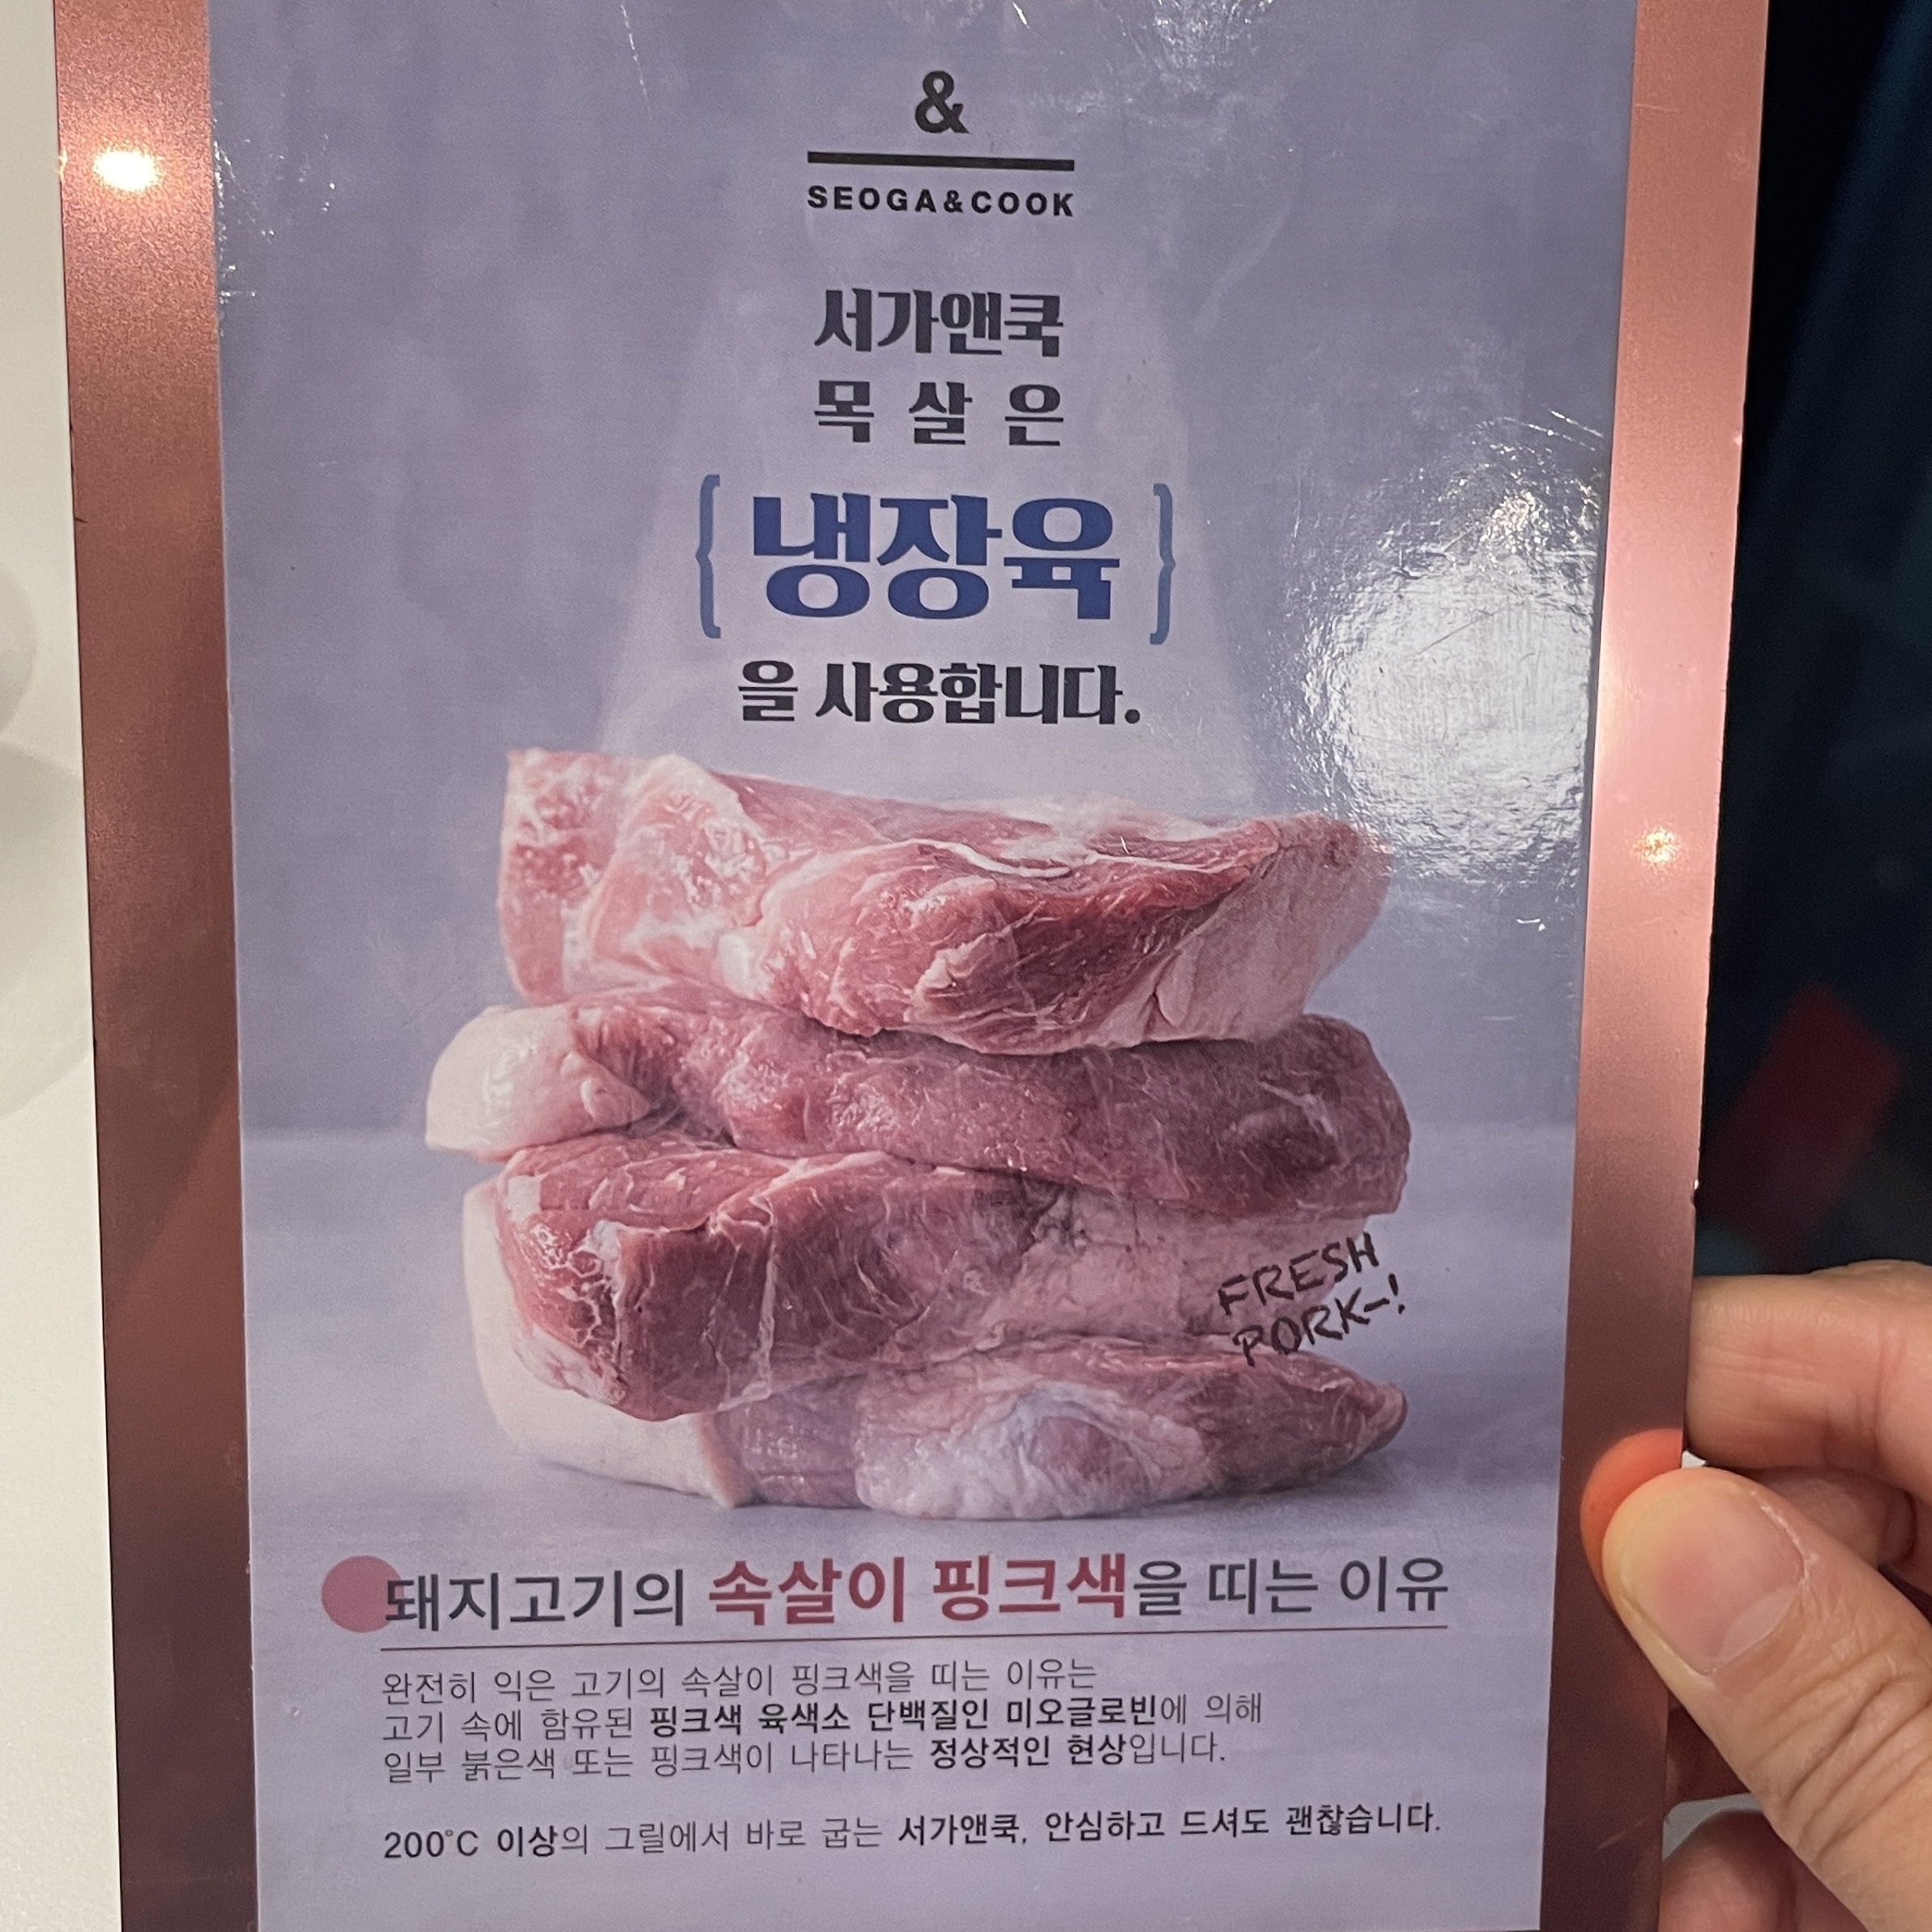 &
SEOGA&COOK
서가앤쿡
목살은
{냉장육}
을 사용합니다.
FRESH
PORK-!
돼지고기의 속살이 핑크색을 띠는 이유
완전히 익은 고기의 속살이 핑크색을 띠는 이유는
고기 속에 함유된 핑크색 육색소 단백질인 미오글로빈에 의해
일부 붉은색 또는 핑크색이 나타나는 정상적인 현상입니다.
200°C 이상의 그릴에서 바로 굽는 서가앤쿡, 안심하고 드셔도 괜찮습니다.